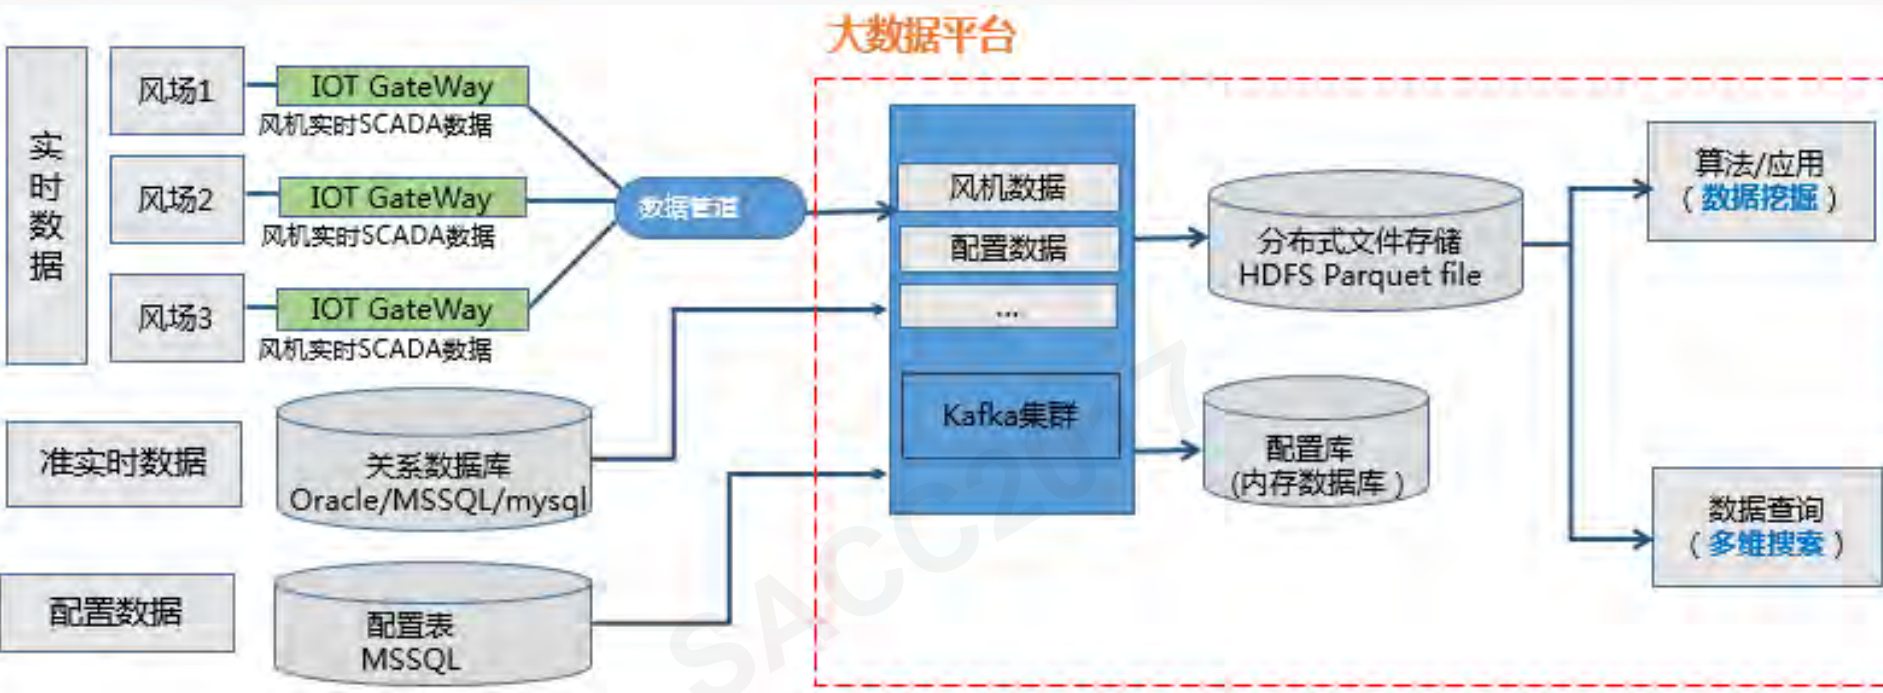 大数据平台
实时数据
风场1
IOT GateWay
风机实时SCADA数据
风场2
IOT GateWay
风机实时SCADA数据
风场3
IOT GateWay
风机实时SCADA数据
数据管道
准实时数据
关系数据库
Oracle/MSSQL/mysql
配置数据
配置表
MSSQL
风机数据
配置数据
...
Kafka集群
分布式文件存储
HDFS Parquet file
配置库
(内存数据库）
算法/应用
（数据挖掘）
数据查询
（多维搜索）
SACC2017